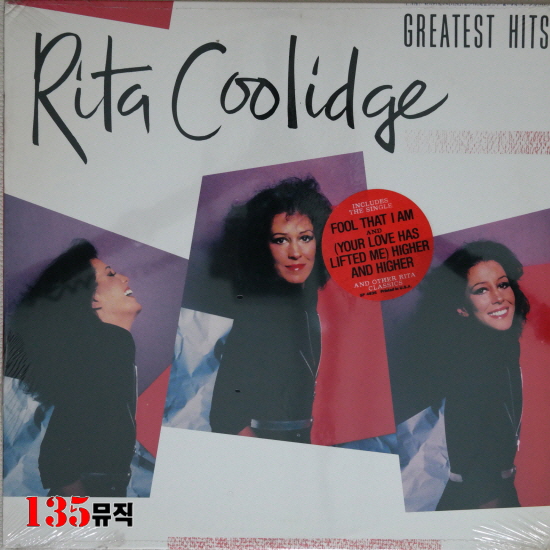 GREATEST HITS
Rita Coolidge
INCLUDES
THE SINGLE
FOOL THAT I AM
AND
(YOUR LOVE HAS
LIFTED ME) HIGHER
AND HIGHER
AND OTHER RITA
CLASSICS
135뮤직